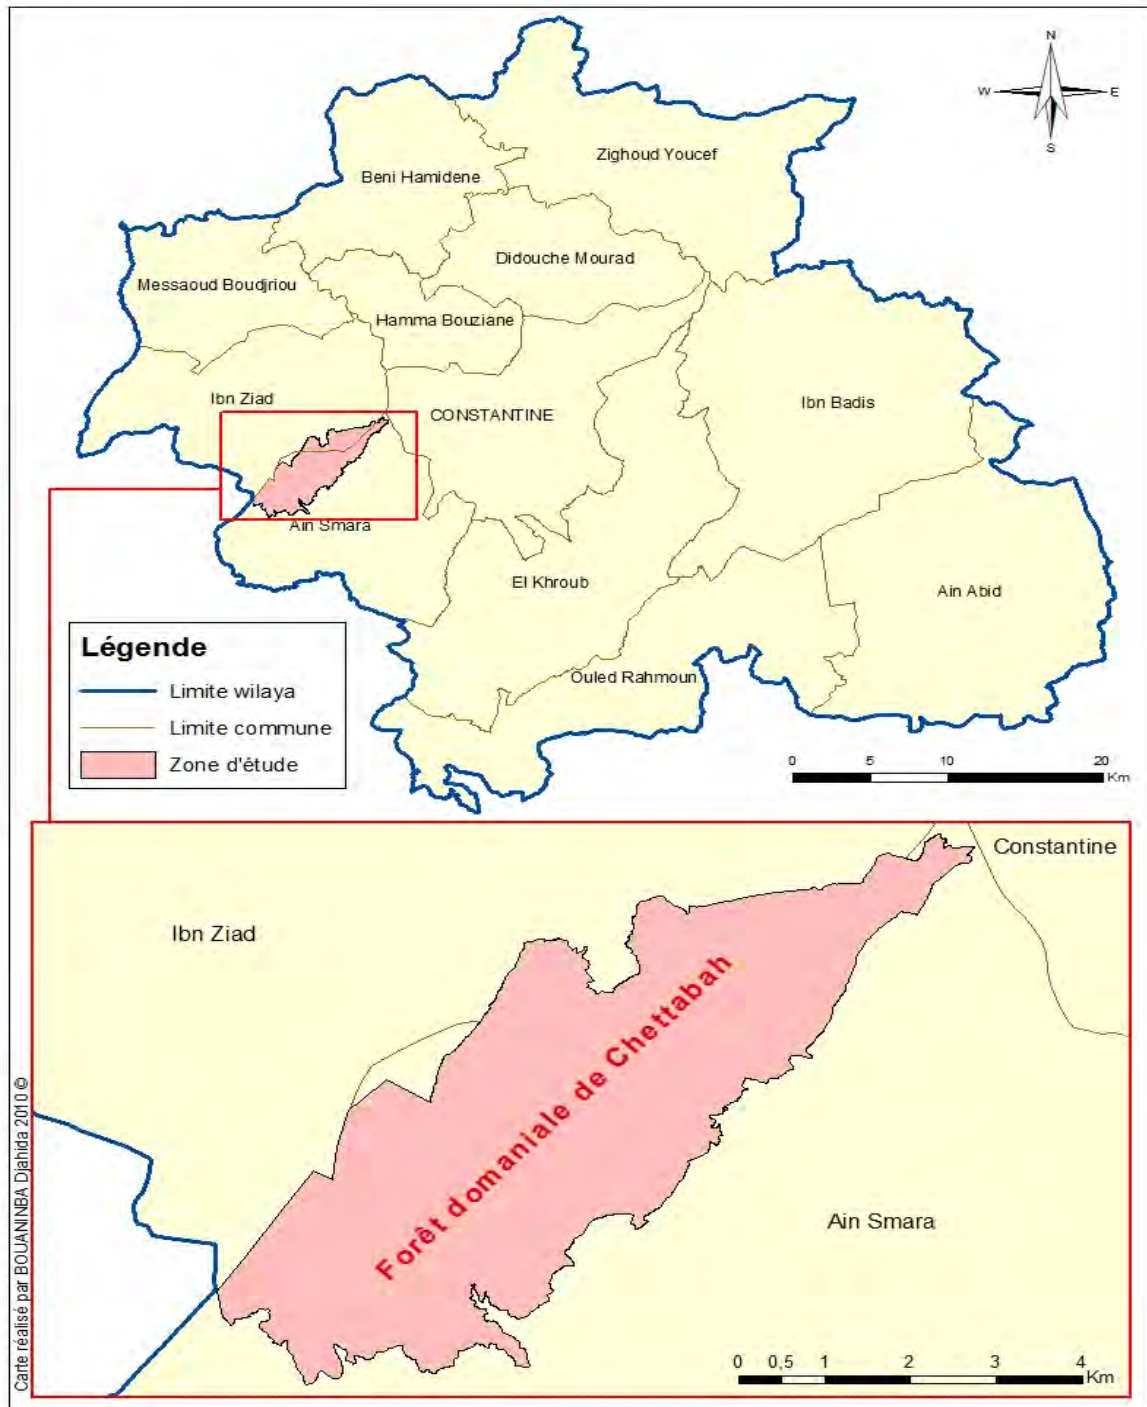 N
W E
S
Zighoud Youcef
Beni Hamidene
Didouche Mourad
Messaoud Boudjriou
Hamma Bouziane
Ibn Ziad
CONSTANTINE
Ibn Badis
Ain Smara
El Khroub
Ain Abid
Ouled Rahmoun
Légende
Limite wilaya
Limite commune
Zone d'étude
0 5 10 20
Km
Constantine
Ibn Ziad
Forêt domaniale de Chettabah
Ain Smara
0 0,5 1 2 3 4
Km
Carte réalisé par BOUANINBA Djahida 2010 ©